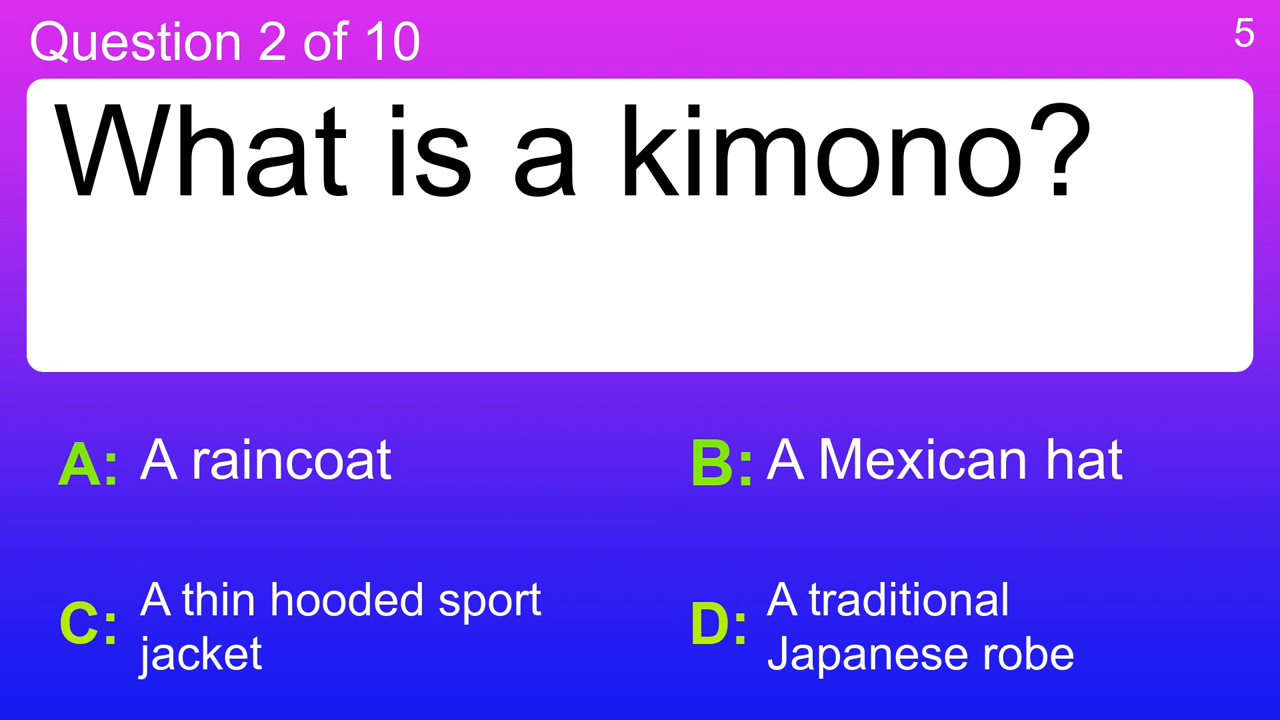 Question 2 of 10
5
What is a kimono?
A: A raincoat
B: A Mexican hat
C: A thin hooded sport
jacket
D: A traditional
Japanese robe